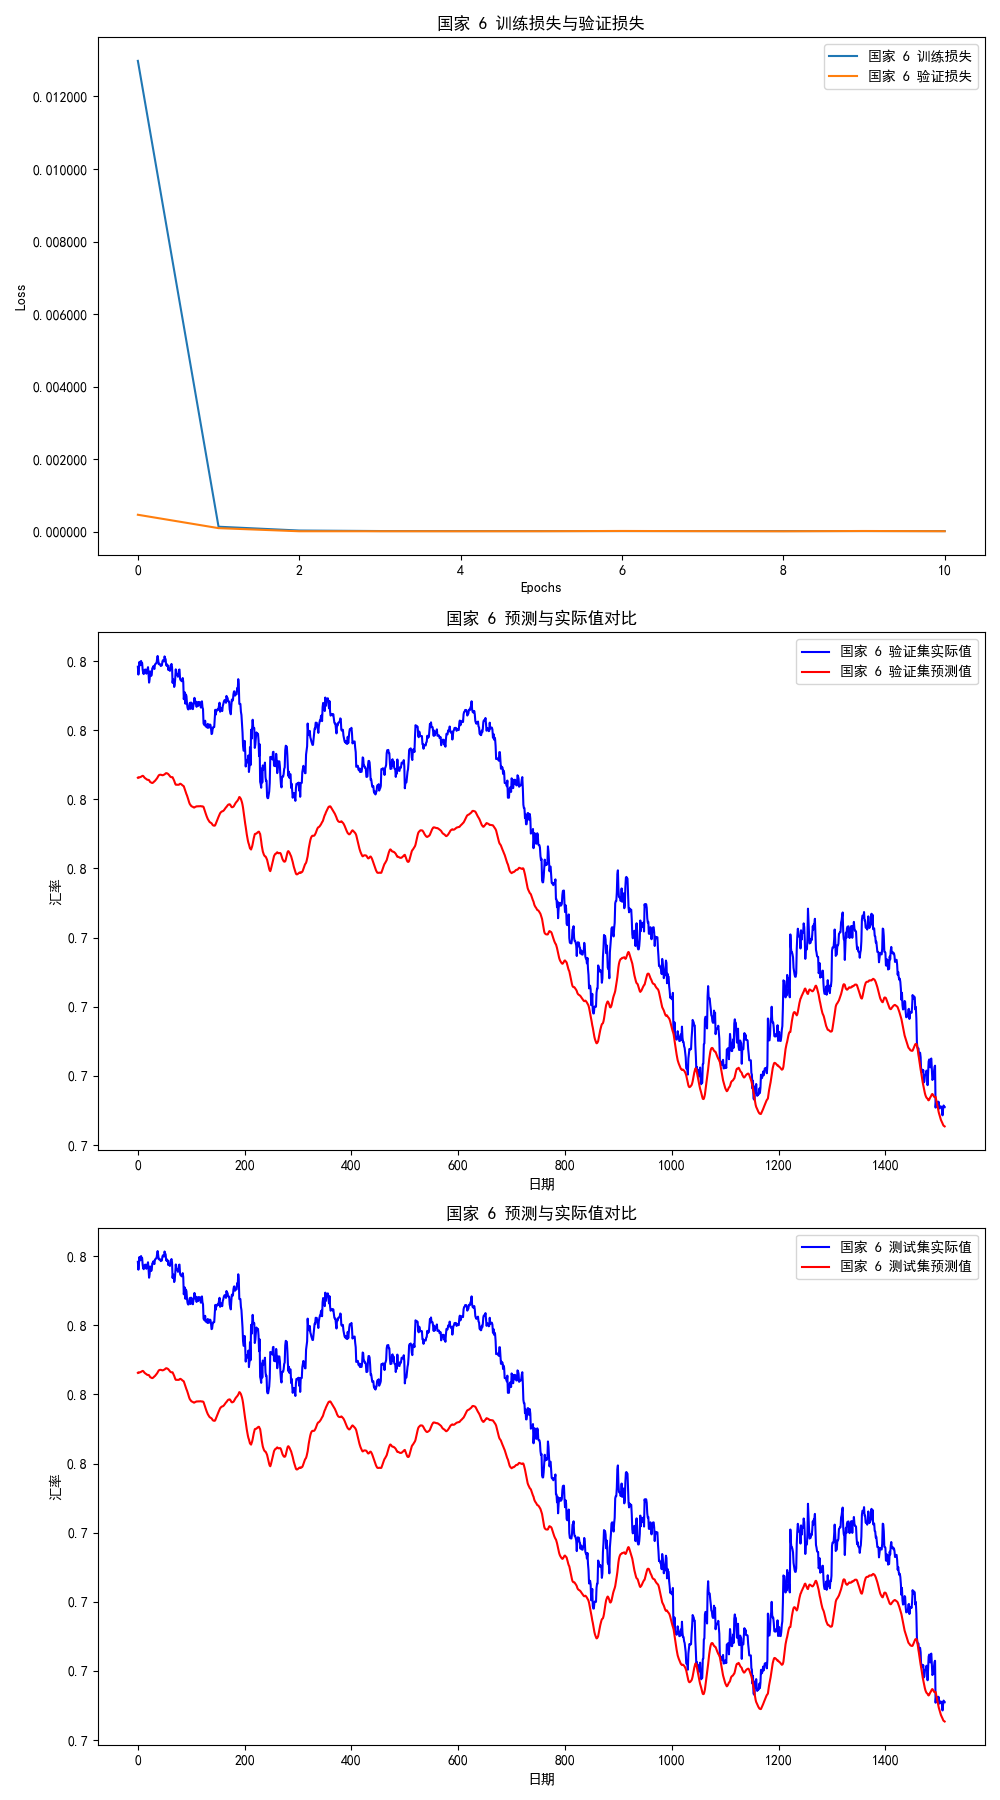 国家 6 训练损失与验证损失
国家 6 训练损失
国家 6 验证损失
0.012000
0.010000
0.008000
0.006000
0.004000
0.002000
0.000000
Loss
0 2 4 6 8 10
Epochs
国家 6 预测与实际值对比
国家 6 验证集实际值
国家 6 验证集预测值
0.8
0.8
0.8
0.8
0.7
0.7
0.7
0.7
汇率
0 200 400 600 800 1000 1200 1400
日期
国家 6 预测与实际值对比
国家 6 测试集实际值
国家 6 测试集预测值
0.8
0.8
0.8
0.8
0.7
0.7
0.7
0.7
汇率
0 200 400 600 800 1000 1200 1400
日期